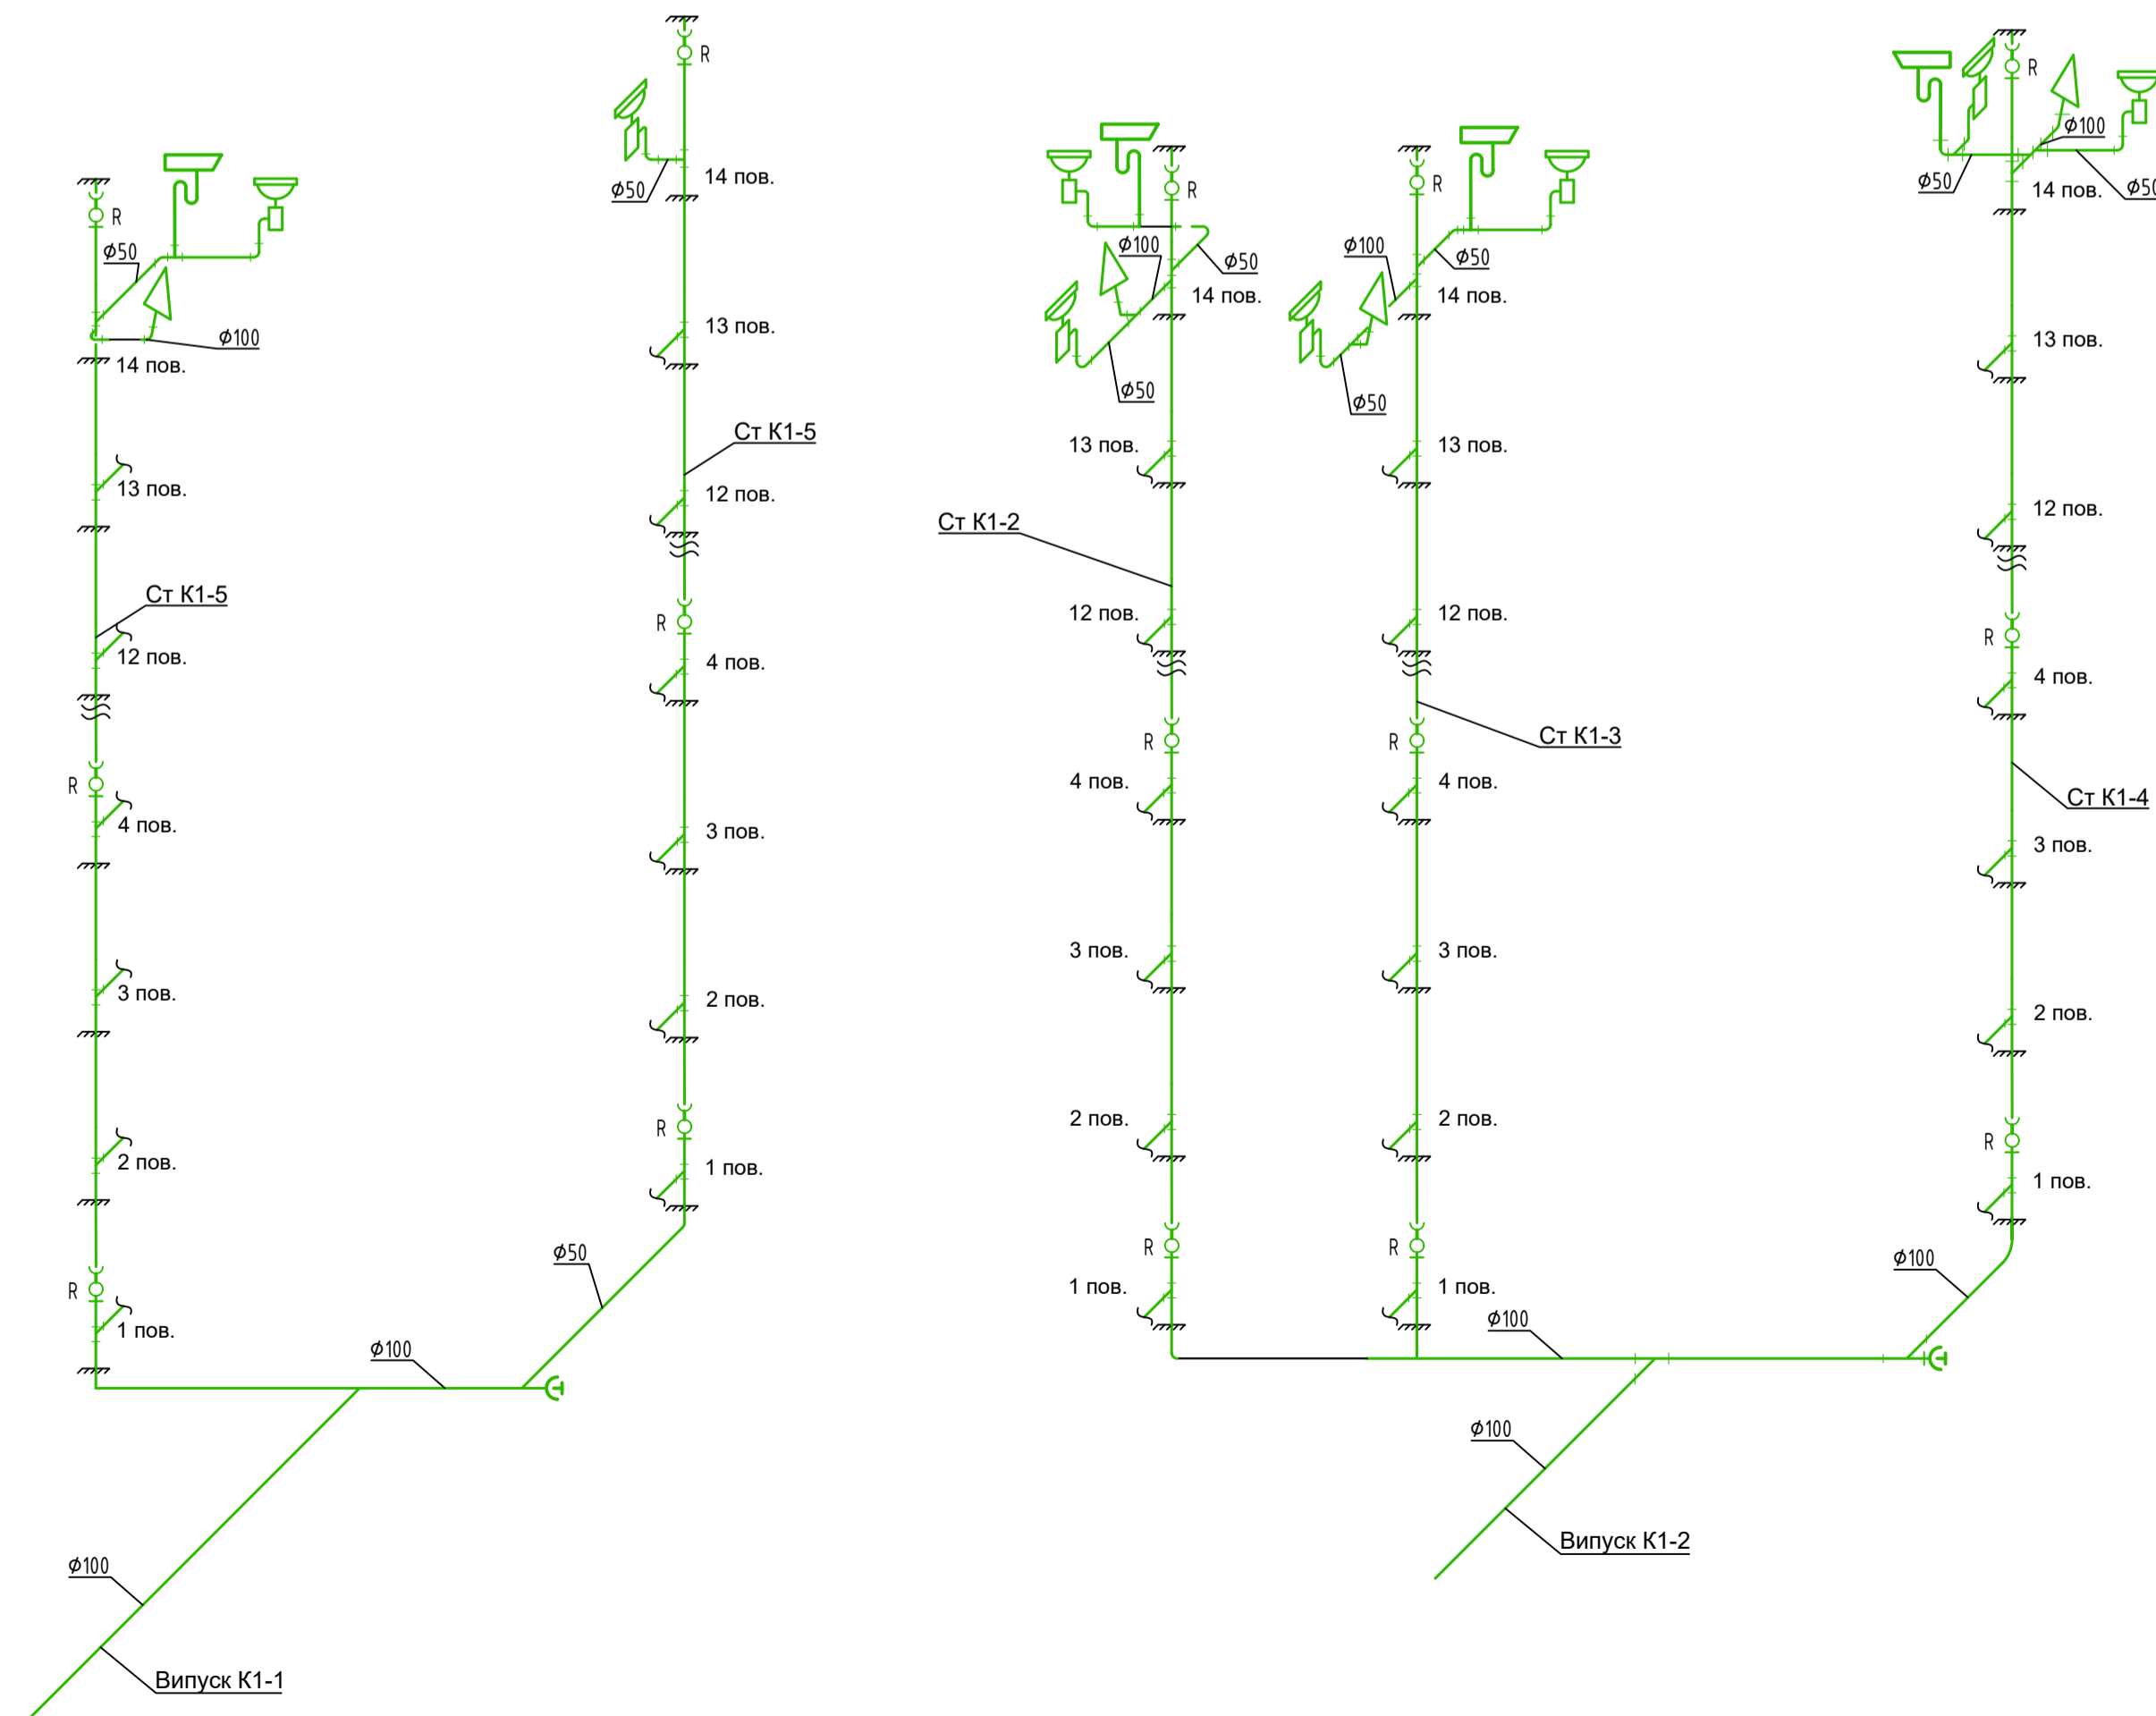 R
Ф50
Ф100
14 пов.
13 пов.
Ст К1-5
12 пов.
R
4 пов.
3 пов.
2 пов.
R
1 пов.
R
Ф50
14 пов.
13 пов.
Ст К1-5
12 пов.
R
4 пов.
3 пов.
2 пов.
R
1 пов.
Ф50
Ф100
Ф100
Випуск К1-1
R
Ф100
Ф50
14 пов.
Ф50
13 пов.
Ст К1-2
12 пов.
R
4 пов.
3 пов.
2 пов.
R
1 пов.
R
Ф100
Ф50
14 пов.
Ф50
13 пов.
12 пов.
Ст К1-3
R
4 пов.
3 пов.
2 пов.
R
1 пов.
Ф100
Ф100
Випуск К1-2
R
Ф100
Ф50
14 пов.
Ф50
13 пов.
12 пов.
R
4 пов.
Ст К1-4
3 пов.
2 пов.
R
1 пов.
Ф100